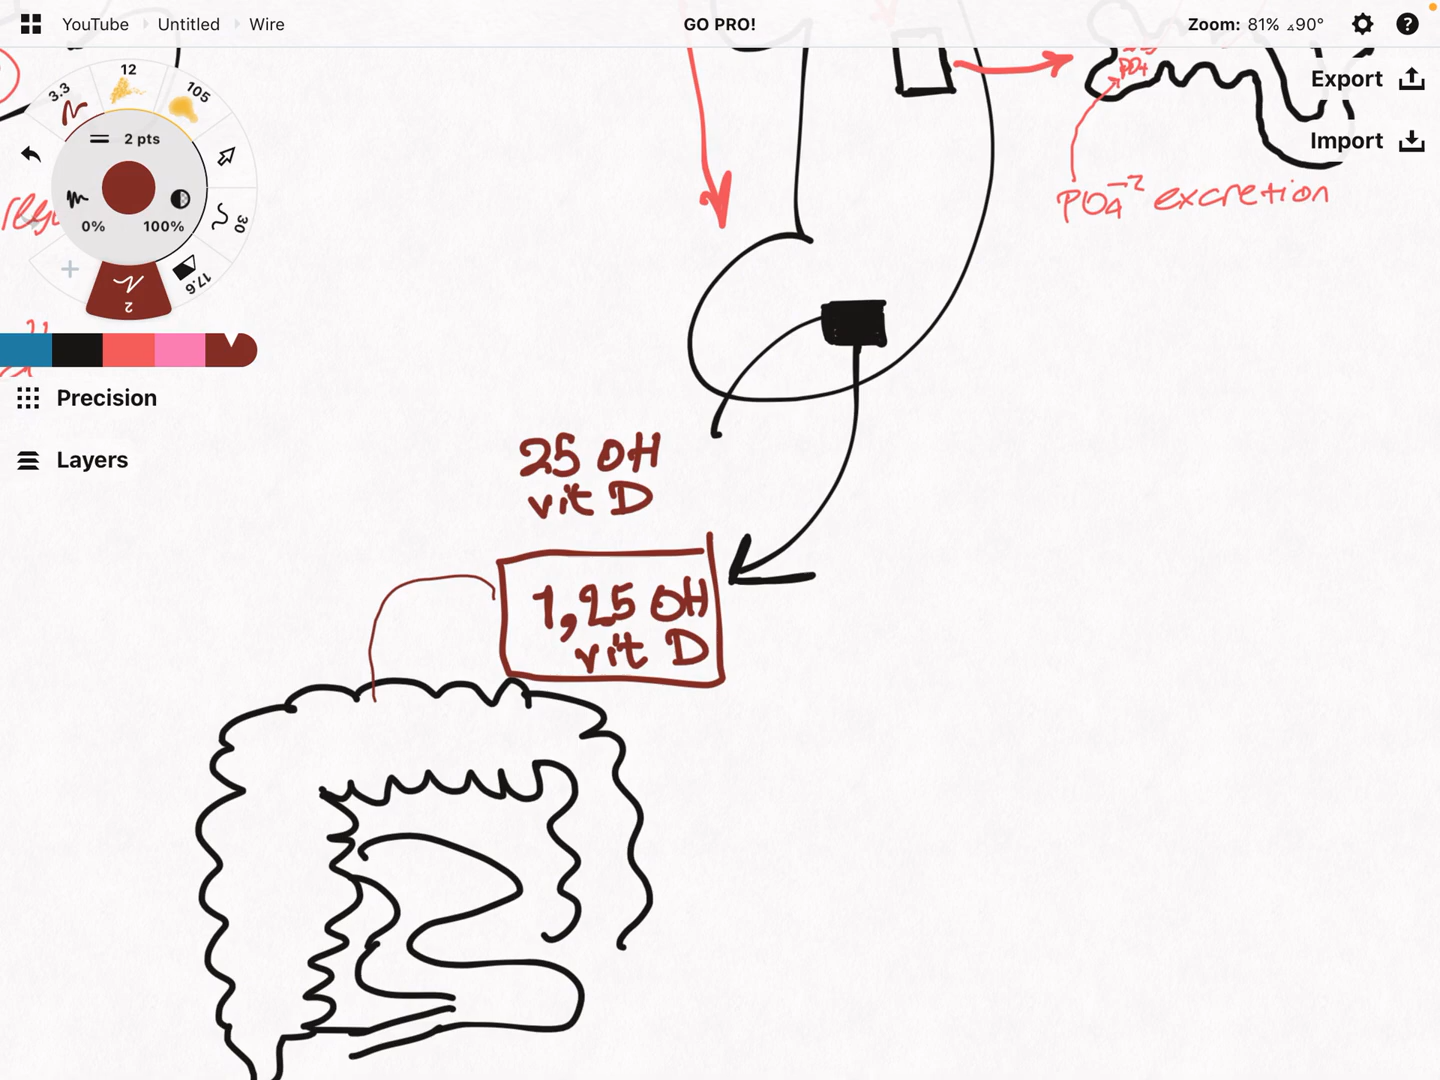 YouTube Untitled Wire
GO PRO!
Zoom: 81% ⊿90°
Export
Import
12
3.3
105
2 pts
30
0%
100%
17.6
2
Precision
Layers
PO4
PO4⁻² excretion
25 OH
vit D
1,25 OH
vit D